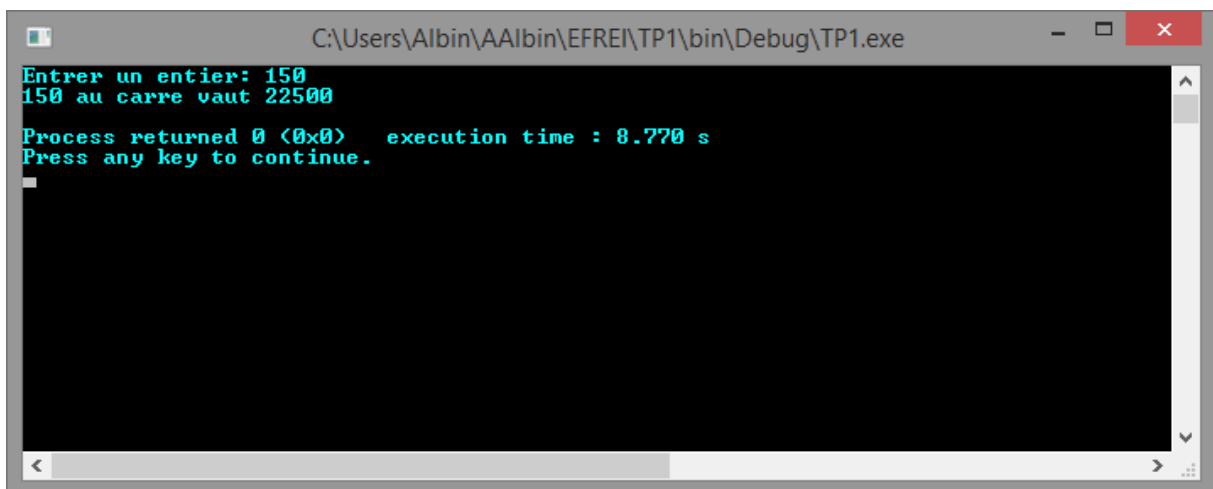 C:\Users\Albin\AAlbin\EFREI\TP1\bin\Debug\TP1.exe
Entrer un entier: 150
150 au carre vaut 22500
Process returned 0 (0x0)   execution time : 8.770 s
Press any key to continue.